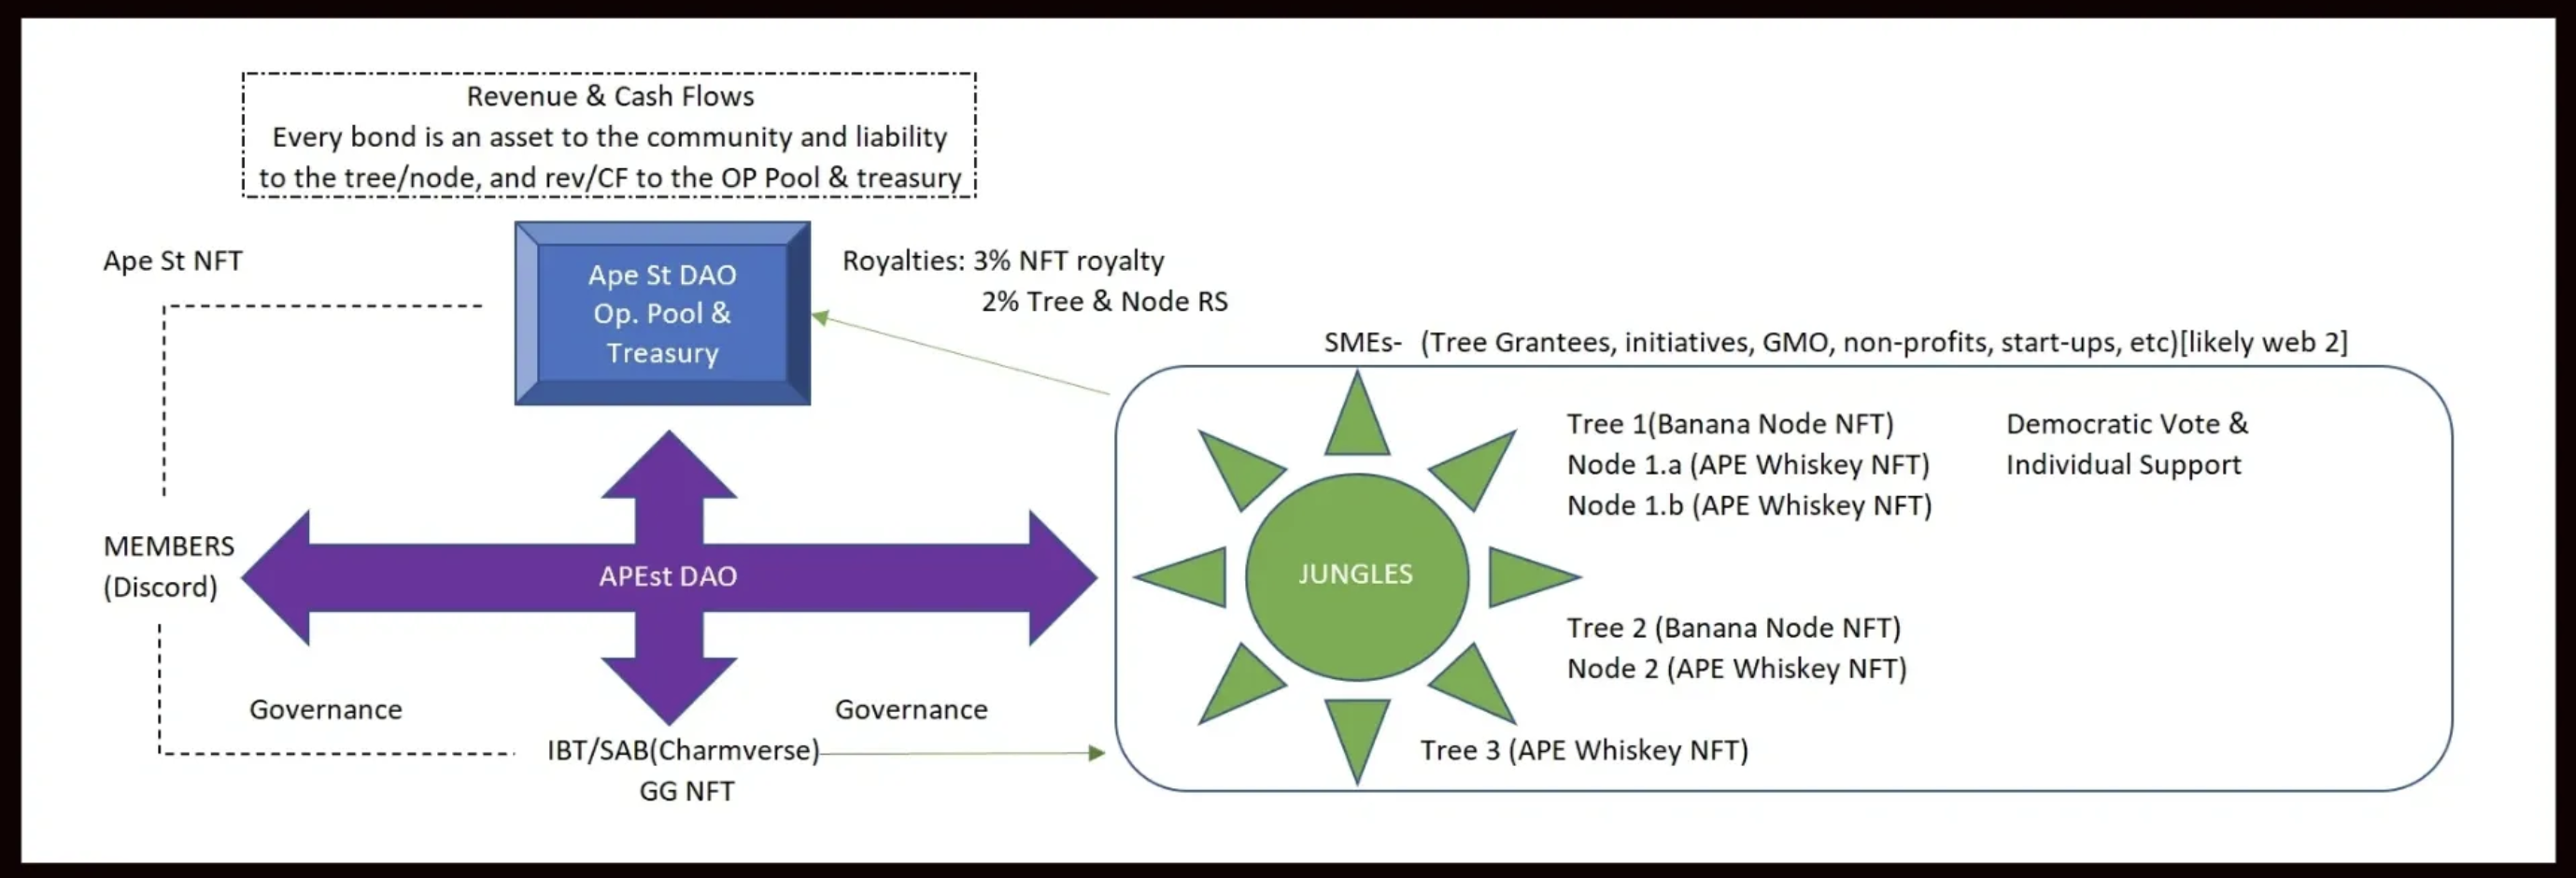 Revenue & Cash Flows
Every bond is an asset to the community and liability
to the tree/node, and rev/CF to the OP Pool & treasury
Ape St NFT
Ape St DAO
Op. Pool &
Treasury
Royalties: 3% NFT royalty
2% Tree & Node RS
SMEs- (Tree Grantees, initiatives, GMO, non-profits, start-ups, etc)[likely web 2]
Tree 1(Banana Node NFT)
Node 1.a (APE Whiskey NFT)
Node 1.b (APE Whiskey NFT)
Democratic Vote &
Individual Support
MEMBERS
(Discord)
APEst DAO
JUNGLES
Tree 2 (Banana Node NFT)
Node 2 (APE Whiskey NFT)
Governance
Governance
IBT/SAB(Charmverse)
GG NFT
Tree 3 (APE Whiskey NFT)